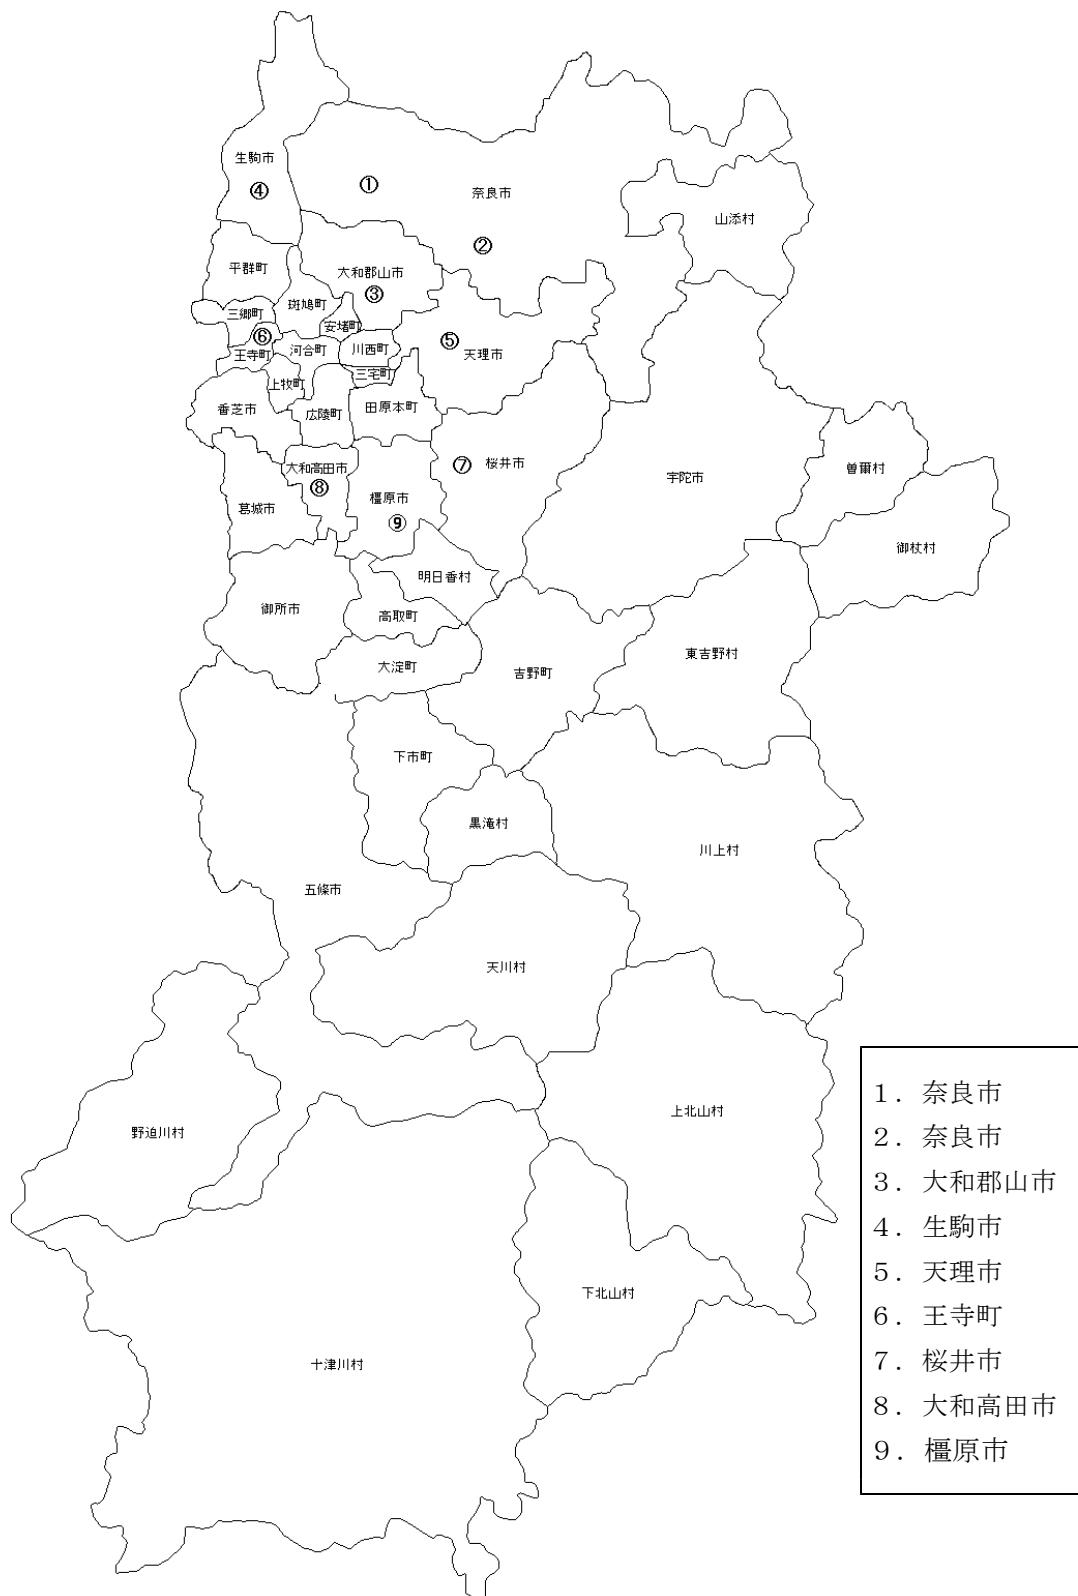 生駒市
④
①
奈良市
②
山添村
平群町
大和郡山市
③
斑鳩町
三郷町
安堵町
⑥
⑤
天理市
王寺町
河合町
川西町
三宅町
上牧町
香芝市
広陵町
田原本町
大和高田市
⑧
⑦
桜井市
宇陀市
曽爾村
橿原市
⑨
葛城市
御杖村
明日香村
御所市
高取町
大淀町
吉野町
東吉野村
下市町
黒滝村
川上村
五條市
天川村
野迫川村
上北山村
下北山村
十津川村
1．奈良市
2．奈良市
3．大和郡山市
4．生駒市
5．天理市
6．王寺町
7．桜井市
8．大和高田市
9．橿原市